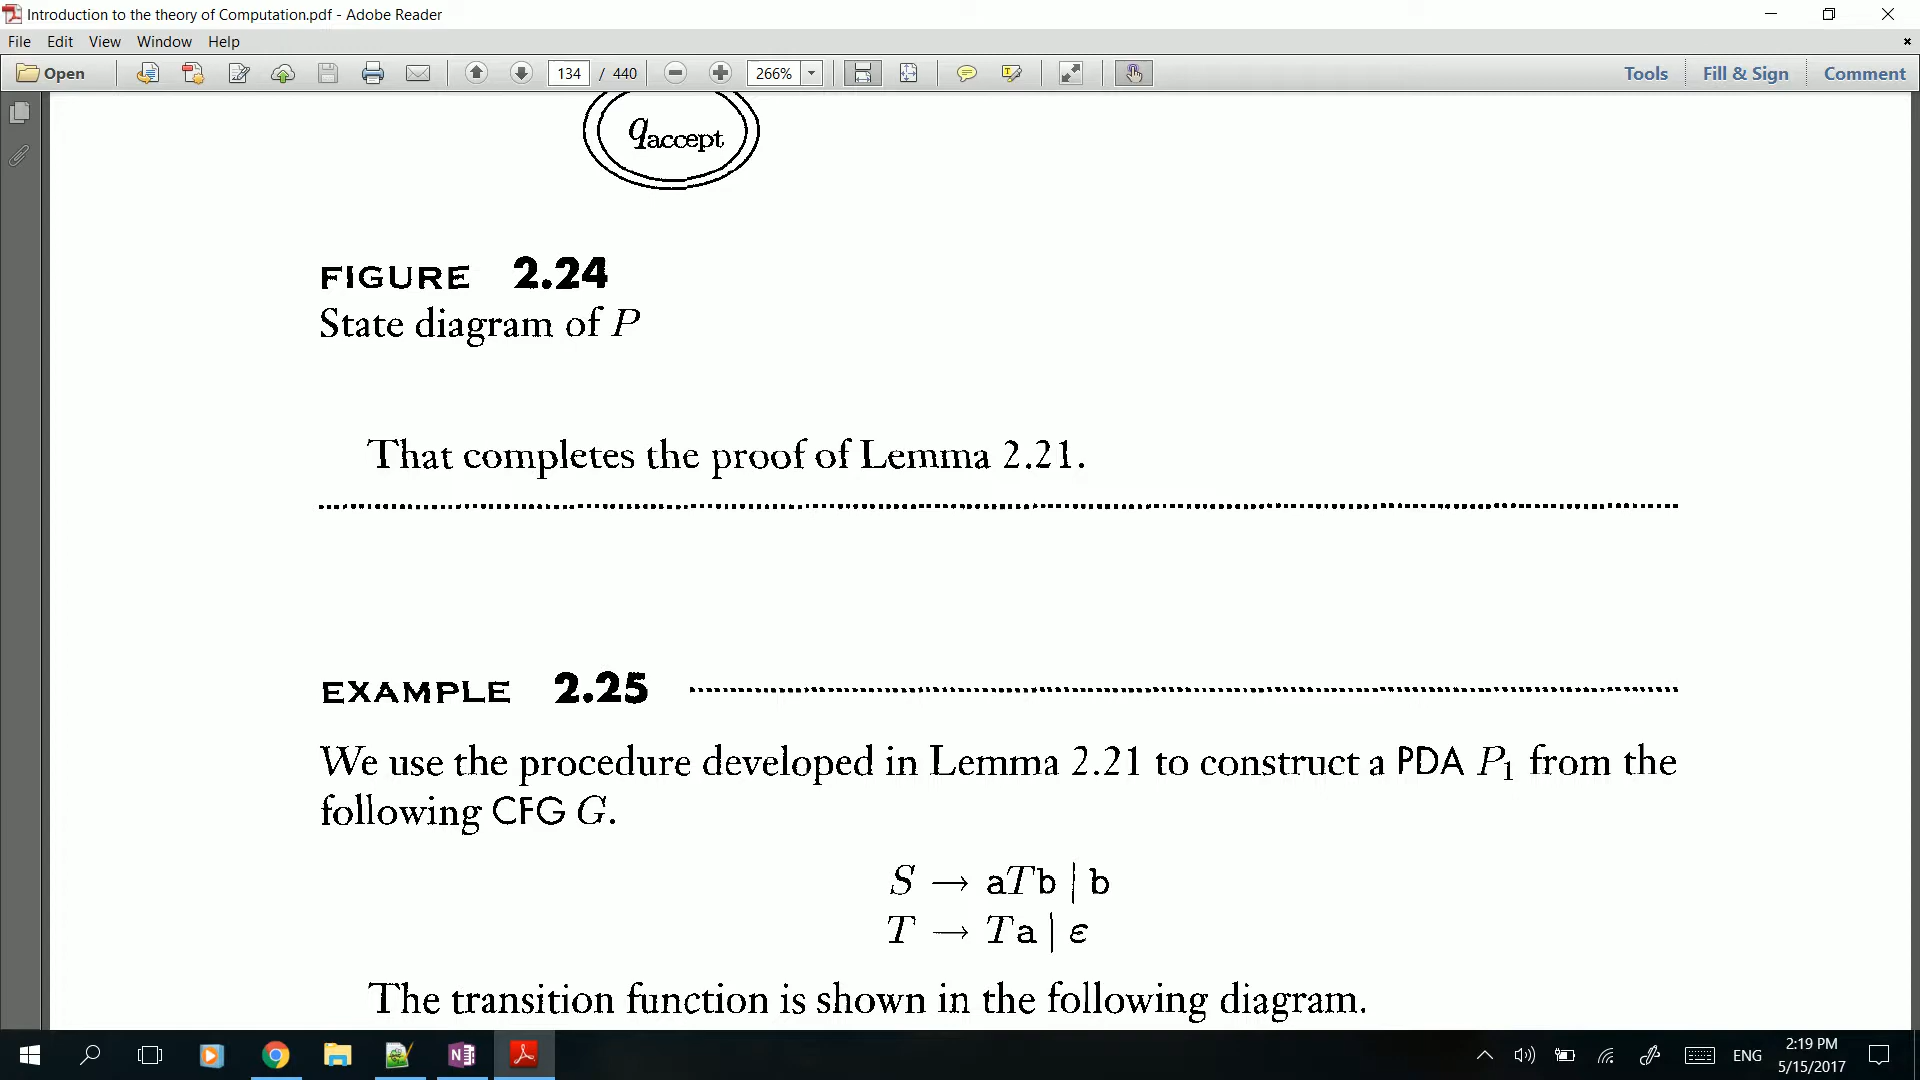 Introduction to the theory of Computation.pdf - Adobe Reader
File Edit View Window Help
Open 134 / 440 266% Tools Fill & Sign Comment
qaccept
FIGURE 2.24
State diagram of P
That completes the proof of Lemma 2.21.
EXAMPLE 2.25
We use the procedure developed in Lemma 2.21 to construct a PDA P₁ from the
following CFG G.
S → aTb | b
T → Ta | ε
The transition function is shown in the following diagram.
ENG 2:19 PM
5/15/2017